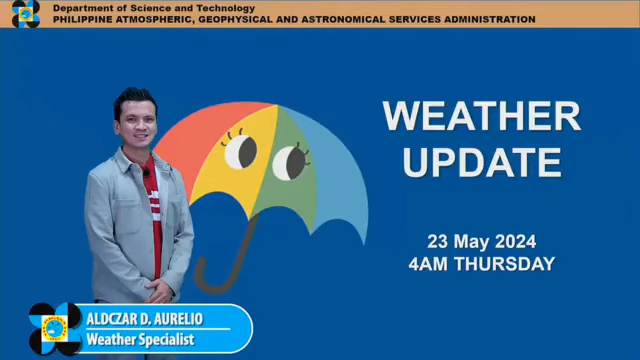 Department of Science and Technology
PHILIPPINE ATMOSPHERIC, GEOPHYSICAL AND ASTRONOMICAL SERVICES ADMINISTRATION
WEATHER
UPDATE
23 May 2024
4AM THURSDAY
ALDCZAR D. AURELIO
Weather Specialist